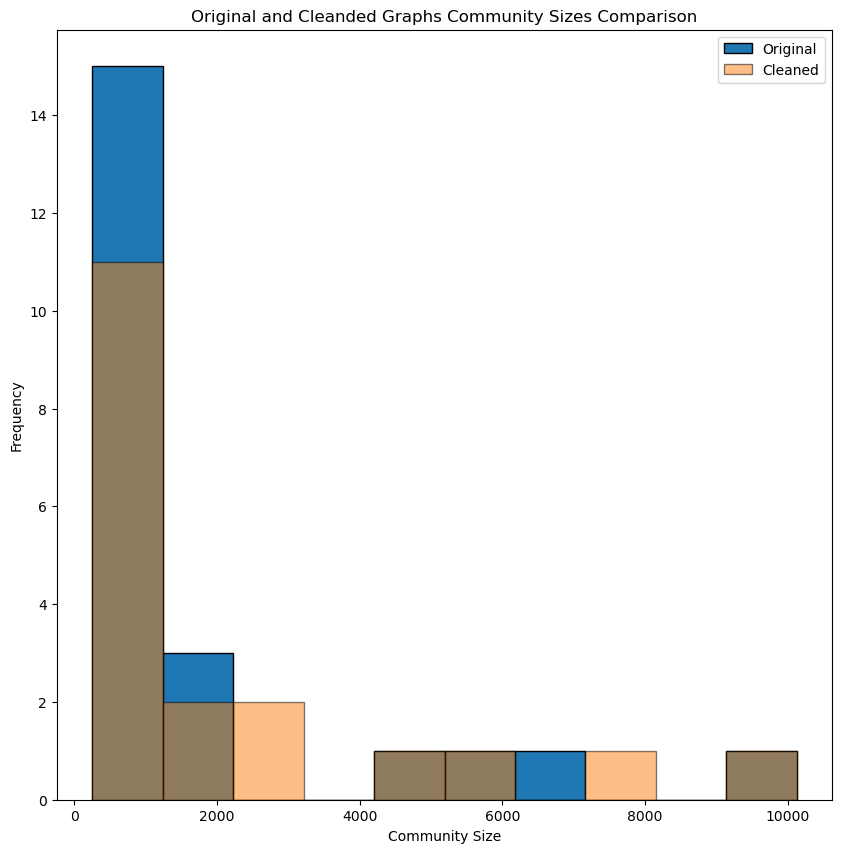 Original and Cleanded Graphs Community Sizes Comparison
Original
Cleaned
14
12
10
8
6
4
2
0
Frequency
0 2000 4000 6000 8000 10000
Community Size